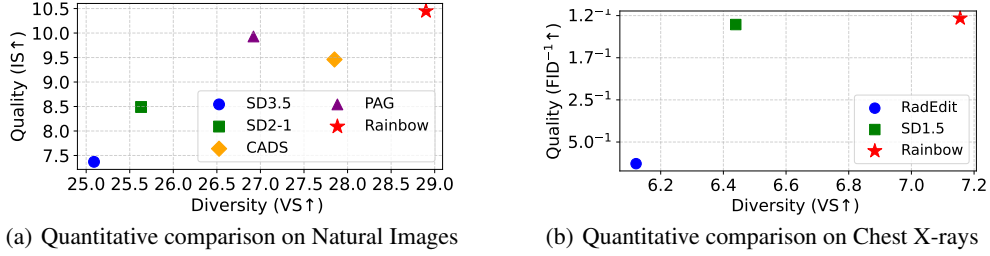 10.5
10.0
9.5
9.0
8.5
8.0
7.5
Quality (IS↑)
SD3.5
SD2-1
CADS
PAG
Rainbow
25.0 25.5 26.0 26.5 27.0 27.5 28.0 28.5 29.0
Diversity (VS↑)
(a) Quantitative comparison on Natural Images
1.2⁻¹
1.7⁻¹
2.5⁻¹
5.0⁻¹
Quality (FID⁻¹↑)
RadEdit
SD1.5
Rainbow
6.2 6.4 6.6 6.8 7.0 7.2
Diversity (VS↑)
(b) Quantitative comparison on Chest X-rays